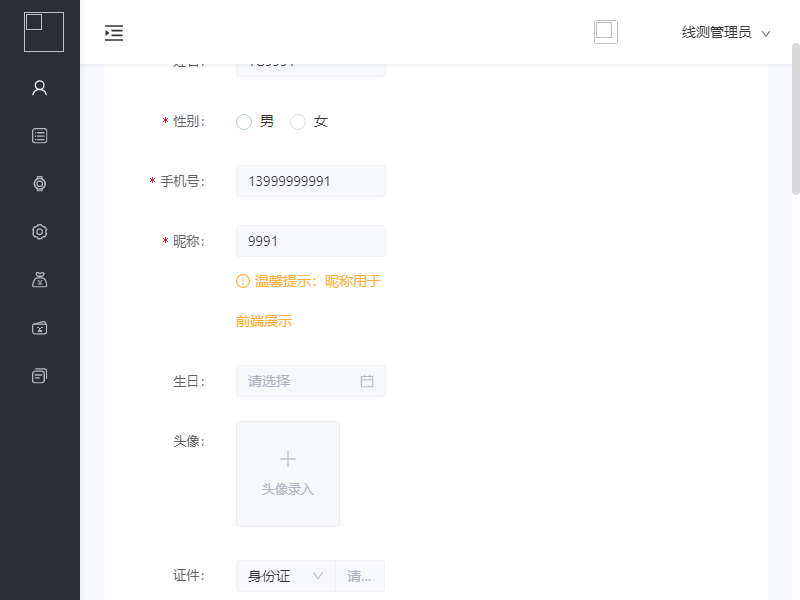 线测管理员
* 性别：
男
女
* 手机号：
13999999991
* 昵称：
9991
温馨提示：昵称用于
前端展示
生日：
请选择
头像：
头像录入
证件：
身份证
请...